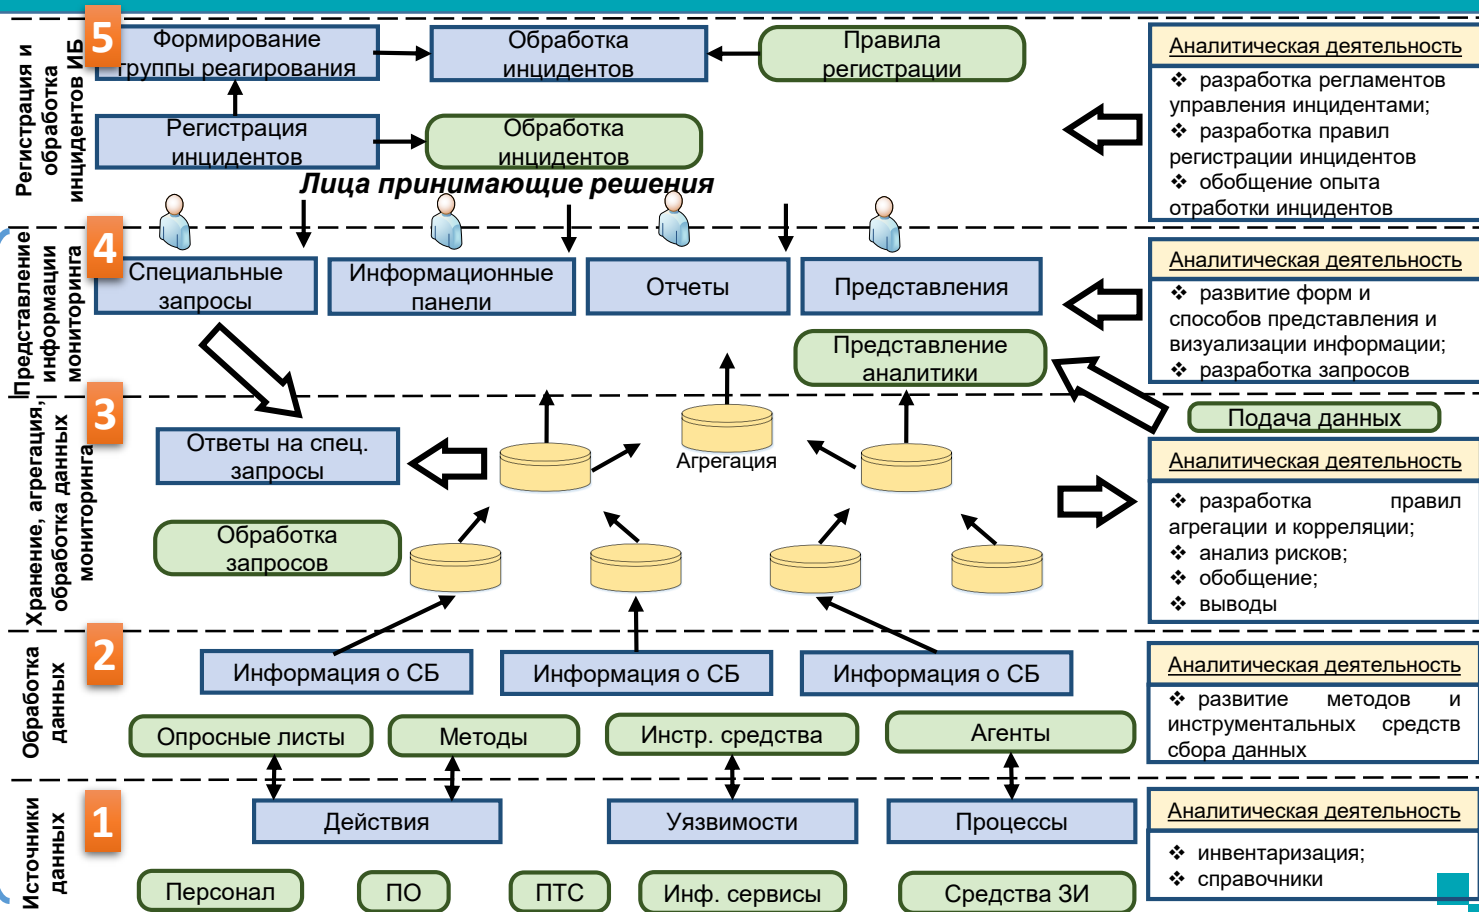 Регистрация и
обработка
инцидентов ИБ
5
Формирование
группы реагирования
Обработка
инцидентов
Правила
регистрации
Регистрация
инцидентов
Обработка
инцидентов
Лица принимающие решения
Аналитическая деятельность
❖ разработка регламентов
управления инцидентами;
❖ разработка правил
регистрации инцидентов
❖ обобщение опыта
отработки инцидентов
Представление
информации
мониторинга
4
Специальные
запросы
Информационные
панели
Отчеты
Представления
Представление
аналитики
Аналитическая деятельность
❖ развитие форм и
способов представления и
визуализации информации;
❖ разработка запросов
Хранение, агрегация,
обработка данных
мониторинга
3
Ответы на спец.
запросы
Агрегация
Обработка
запросов
Подача данных
Аналитическая деятельность
❖ разработка правил
агрегации и корреляции;
❖ анализ рисков;
❖ обобщение;
❖ выводы
Обработка
данных
2
Информация о СБ
Информация о СБ
Информация о СБ
Опросные листы
Методы
Инстр. средства
Агенты
Аналитическая деятельность
❖ развитие методов и
инструментальных средств
сбора данных
Источники
данных
1
Действия
Уязвимости
Процессы
Персонал
ПО
ПТС
Инф. сервисы
Средства ЗИ
Аналитическая деятельность
❖ инвентаризация;
❖ справочники